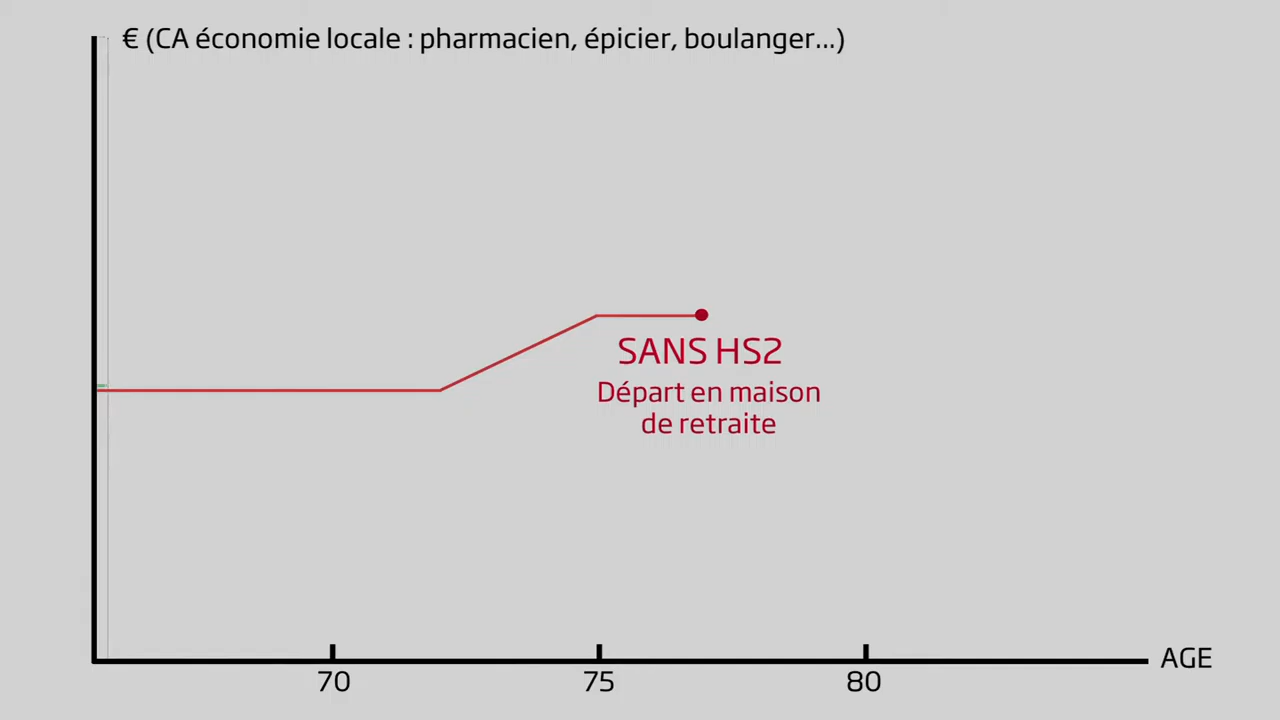 € (CA économie locale : pharmacien, épicier, boulanger...)
SANS HS2
Départ en maison
de retraite
AGE
70 75 80